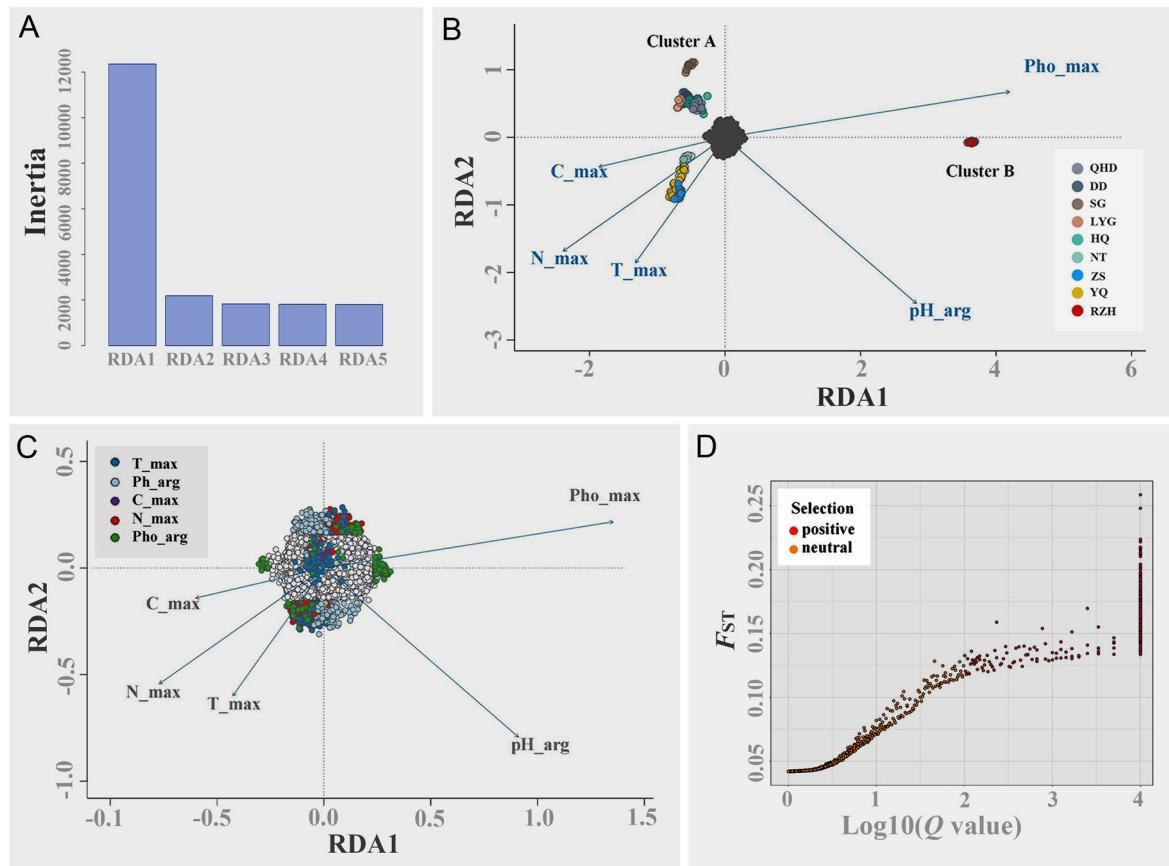 A
Inertia
0 2000 4000 6000 8000 10000 12000
RDA1 RDA2 RDA3 RDA4 RDA5
B
Cluster A
Pho_max
C_max
N_max
T_max
pH_arg
Cluster B
QHD
DD
SG
LYG
HQ
NT
ZS
YQ
RZH
RDA2
1
0
-1
-2
-3
-2 0 2 4 6
RDA1
C
T_max
Ph_arg
C_max
N_max
Pho_arg
Pho_max
C_max
N_max
T_max
pH_arg
RDA2
0.5
0.0
-0.5
-1.0
-0.1 0.0 0.5 1.0 1.5
RDA1
D
Selection
positive
neutral
FST
0.25
0.20
0.15
0.10
0.05
0 1 2 3 4
Log10(Q value)